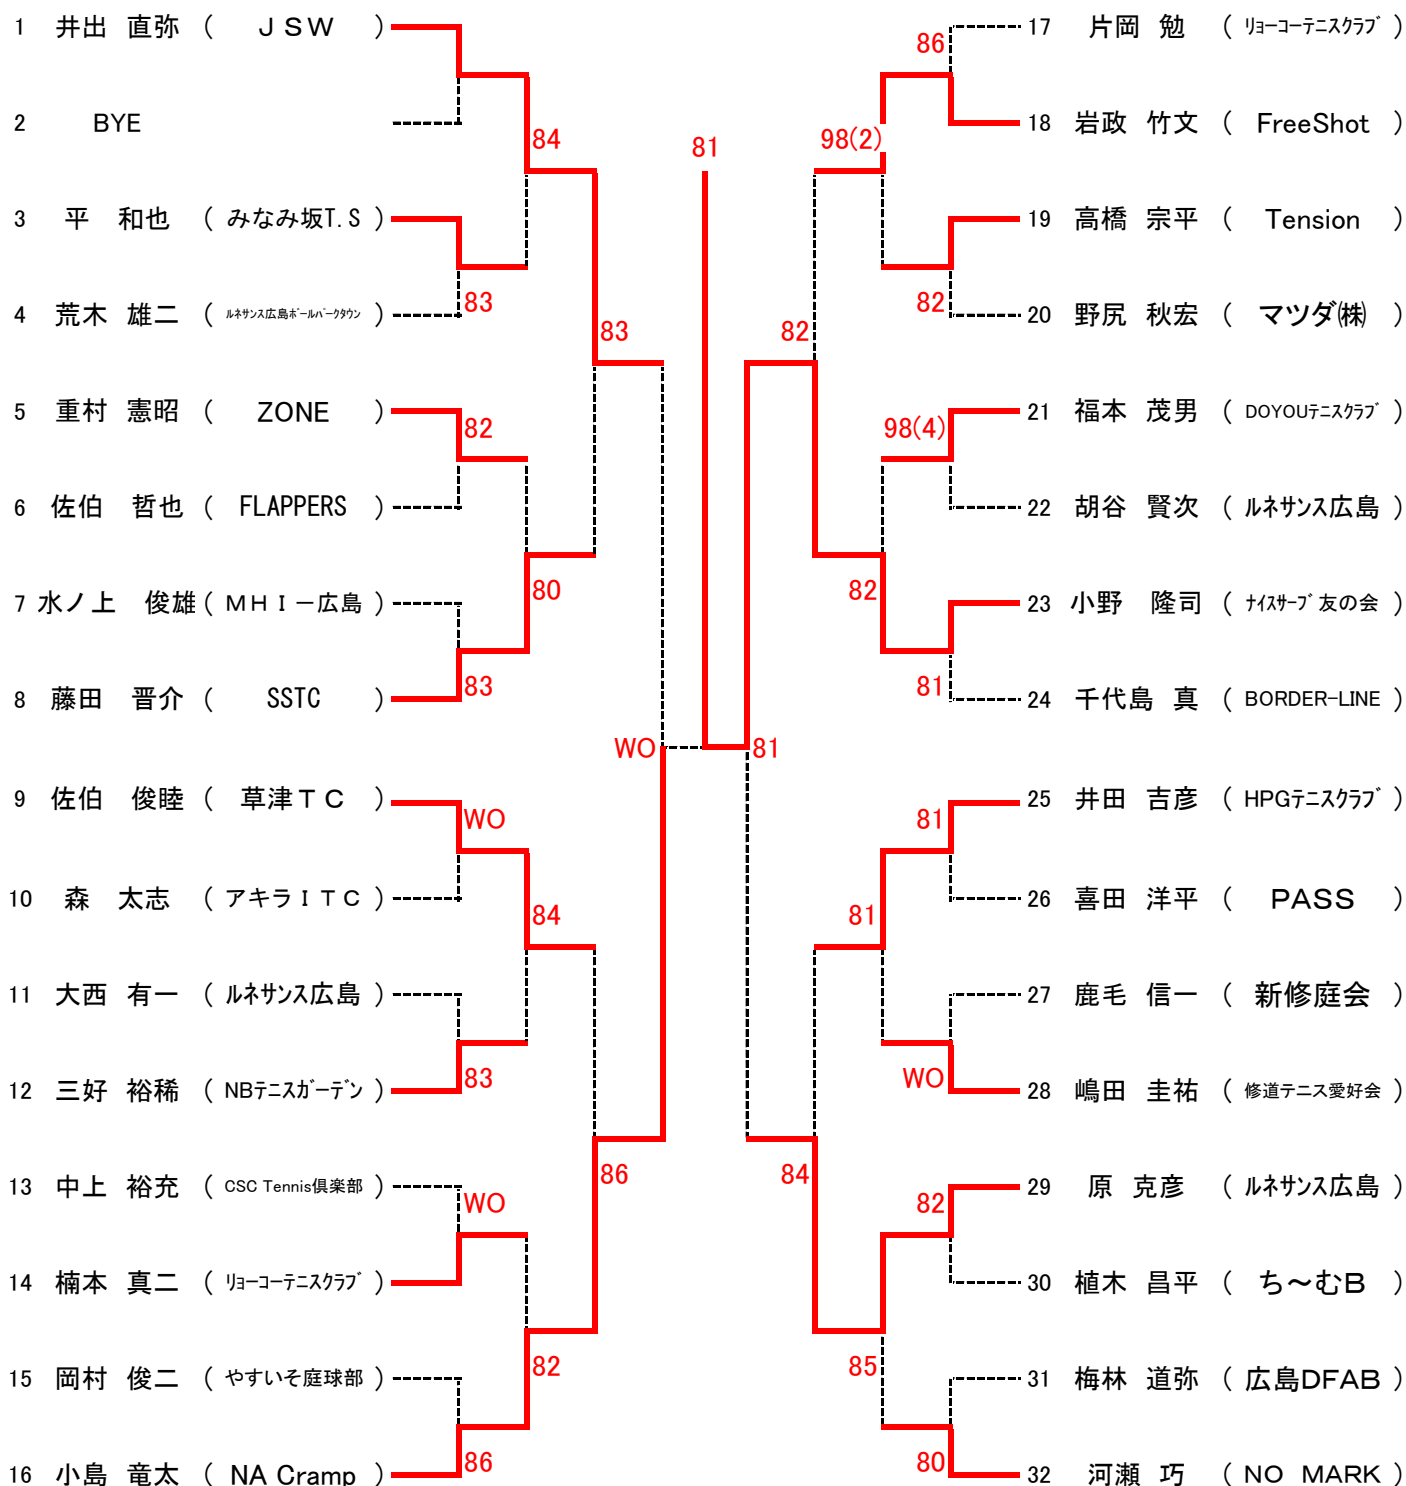 1 井出 直弥 ( ＪＳＷ )
2 BYE
84
3 平 和也 ( みなみ坂T.S )
83
4 荒木 雄二 ( ﾙﾈｻﾝｽ広島ﾎﾞｰﾙﾊﾟｰｸﾀｳﾝ )
83
5 重村 憲昭 ( ZONE )
82
6 佐伯 哲也 ( FLAPPERS )
80
7 水ノ上 俊雄 ( ＭＨＩ－広島 )
8 藤田 晋介 ( SSTC )
83
WO
9 佐伯 俊睦 ( 草津ＴＣ )
WO
10 森 太志 ( アキラＩＴＣ )
84
11 大西 有一 ( ﾙﾈｻﾝｽ広島 )
12 三好 裕稀 ( NBﾃﾆｽｶﾞｰﾃﾞﾝ )
83
86
13 中上 裕充 ( CSC Tennis倶楽部 )
WO
14 楠本 真二 ( ﾘｮｰｺｰﾃﾆｽｸﾗﾌﾞ )
82
15 岡村 俊二 ( やすいそ庭球部 )
16 小島 竜太 ( NA Cramp )
86
81
17 片岡 勉 ( ﾘｮｰｺｰﾃﾆｽｸﾗﾌﾞ )
86
18 岩政 竹文 ( FreeShot )
98(2)
19 高橋 宗平 ( Tension )
82
20 野尻 秋宏 ( マツダ㈱ )
82
21 福本 茂男 ( DOYOUﾃﾆｽｸﾗﾌﾞ )
98(4)
22 胡谷 賢次 ( ﾙﾈｻﾝｽ広島 )
82
23 小野 隆司 ( ﾅｲｽｻｰﾌﾞ友の会 )
81
24 千代島 真 ( BORDER-LINE )
81
25 井田 吉彦 ( HPGﾃﾆｽｸﾗﾌﾞ )
81
26 喜田 洋平 ( PASS )
81
27 鹿毛 信一 ( 新修庭会 )
WO
28 嶋田 圭祐 ( 修道テニス愛好会 )
84
29 原 克彦 ( ﾙﾈｻﾝｽ広島 )
82
30 植木 昌平 ( ち～むB )
85
31 梅林 道弥 ( 広島DFAB )
80
32 河瀬 巧 ( NO MARK )